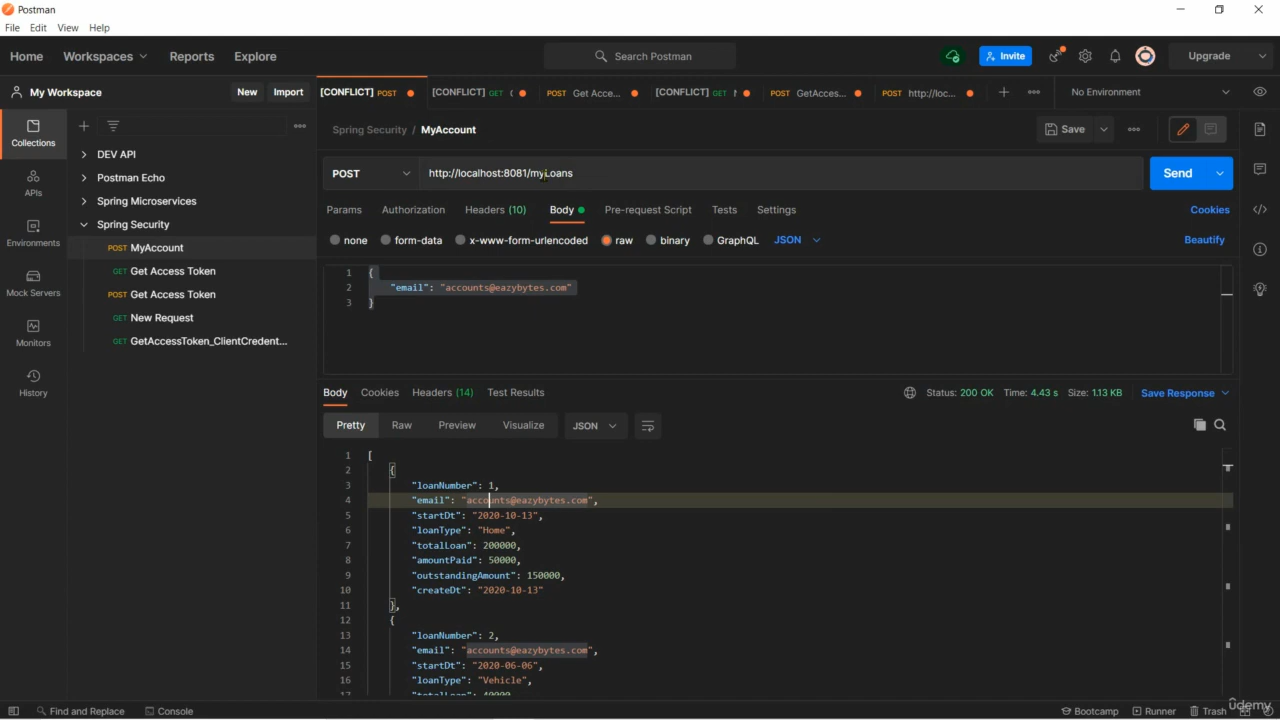 Postman
File Edit View Help
Home Workspaces Reports Explore Search Postman Invite Upgrade
My Workspace New Import [CONFLICT] POST [CONFLICT] GET POST Get Acce... [CONFLICT] GET POST GetAcces... POST http://loc... No Environment
Spring Security / MyAccount Save
Collections
APIs
Environments
Mock Servers
Monitors
History
DEV API
Postman Echo
Spring Microservices
Spring Security
POST MyAccount
GET Get Access Token
POST Get Access Token
GET New Request
GET GetAccessToken_ClientCredent...
POST http://localhost:8081/myLoans Send
Params Authorization Headers (10) Body Pre-request Script Tests Settings Cookies
none form-data x-www-form-urlencoded raw binary GraphQL JSON Beautify
1 {
2 "email": "accounts@eazybytes.com"
3 }
Body Cookies Headers (14) Test Results Status: 200 OK Time: 4.43 s Size: 1.13 KB Save Response
Pretty Raw Preview Visualize JSON
1 [
2 {
3 "loanNumber": 1,
4 "email": "accounts@eazybytes.com",
5 "startDt": "2020-10-13",
6 "loanType": "Home",
7 "totalLoan": 200000,
8 "amountPaid": 50000,
9 "outstandingAmount": 150000,
10 "createDt": "2020-10-13"
11 },
12 {
13 "loanNumber": 2,
14 "email": "accounts@eazybytes.com",
15 "startDt": "2020-06-06",
16 "loanType": "Vehicle",
17 "totalLoan": 40000,
Find and Replace Console Bootcamp Runner Trash
udemy